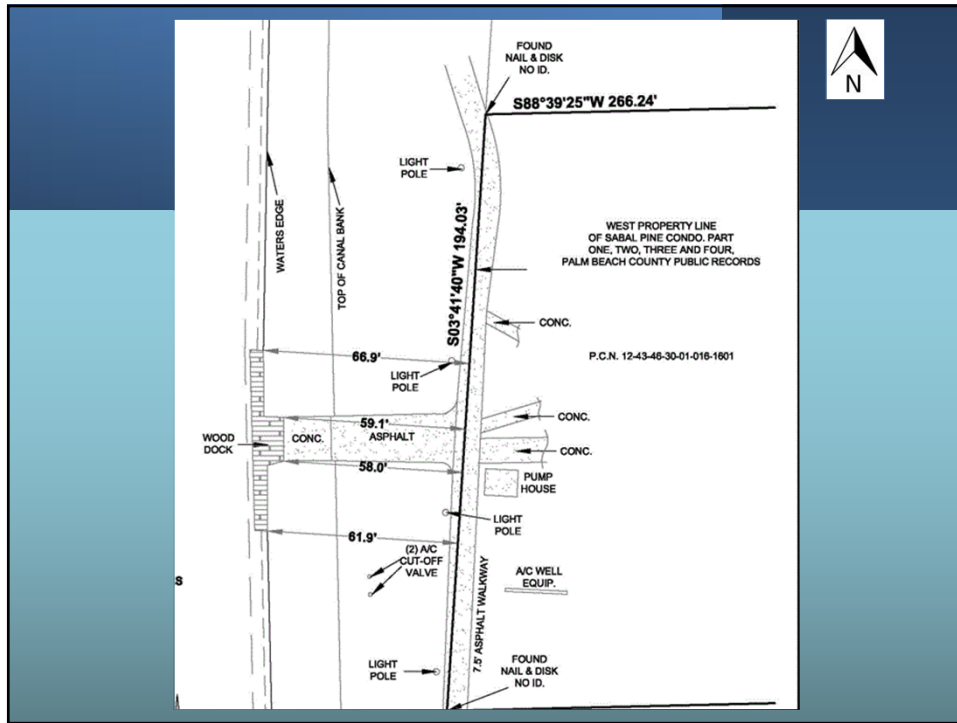 FOUND
NAIL & DISK
NO ID.
N
S88°39'25"W 266.24'
LIGHT
POLE
WATERS EDGE
TOP OF CANAL BANK
S03°41'40"W 194.03'
WEST PROPERTY LINE
OF SABAL PINE CONDO. PART
ONE, TWO, THREE AND FOUR,
PALM BEACH COUNTY PUBLIC RECORDS
CONC.
P.C.N. 12-43-46-30-01-016-1601
66.9'
LIGHT
POLE
59.1'
CONC.
WOOD
DOCK
CONC.
ASPHALT
CONC.
58.0'
PUMP
HOUSE
LIGHT
POLE
61.9'
(2) A/C
CUT-OFF
VALVE
A/C WELL
EQUIP.
S
7.5' ASPHALT WALKWAY
LIGHT
POLE
FOUND
NAIL & DISK
NO ID.